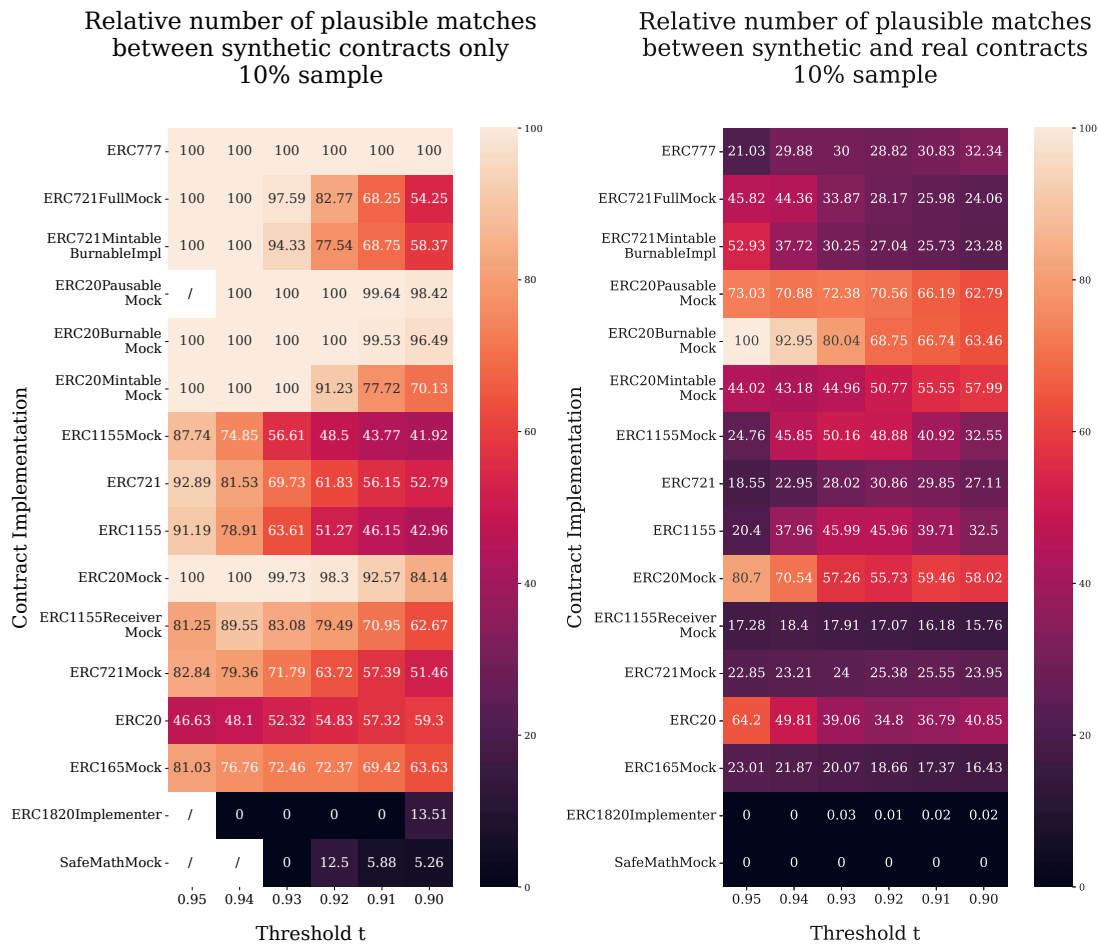 Relative number of plausible matches
between synthetic contracts only
10% sample
Contract Implementation
ERC777 100 100 100 100 100 100
ERC721FullMock 100 100 97.59 82.77 68.25 54.25
ERC721Mintable
BurnableImpl 100 100 94.33 77.54 68.75 58.37
ERC20Pausable
Mock / 100 100 100 99.64 98.42
ERC20Burnable
Mock 100 100 100 100 99.53 96.49
ERC20Mintable
Mock 100 100 100 91.23 77.72 70.13
ERC1155Mock 87.74 74.85 56.61 48.5 43.77 41.92
ERC721 92.89 81.53 69.73 61.83 56.15 52.79
ERC1155 91.19 78.91 63.61 51.27 46.15 42.96
ERC20Mock 100 100 99.73 98.3 92.57 84.14
ERC1155Receiver
Mock 81.25 89.55 83.08 79.49 70.95 62.67
ERC721Mock 82.84 79.36 71.79 63.72 57.39 51.46
ERC20 46.63 48.1 52.32 54.83 57.32 59.3
ERC165Mock 81.03 76.76 72.46 72.37 69.42 63.63
ERC1820Implementer / 0 0 0 0 13.51
SafeMathMock / / 0 12.5 5.88 5.26
0.95 0.94 0.93 0.92 0.91 0.90
Threshold t
100
80
60
40
20
0
Relative number of plausible matches
between synthetic and real contracts
10% sample
Contract Implementation
ERC777 21.03 29.88 30 28.82 30.83 32.34
ERC721FullMock 45.82 44.36 33.87 28.17 25.98 24.06
ERC721Mintable
BurnableImpl 52.93 37.72 30.25 27.04 25.73 23.28
ERC20Pausable
Mock 73.03 70.88 72.38 70.56 66.19 62.79
ERC20Burnable
Mock 100 92.95 80.04 68.75 66.74 63.46
ERC20Mintable
Mock 44.02 43.18 44.96 50.77 55.55 57.99
ERC1155Mock 24.76 45.85 50.16 48.88 40.92 32.55
ERC721 18.55 22.95 28.02 30.86 29.85 27.11
ERC1155 20.4 37.96 45.99 45.96 39.71 32.5
ERC20Mock 80.7 70.54 57.26 55.73 59.46 58.02
ERC1155Receiver
Mock 17.28 18.4 17.91 17.07 16.18 15.76
ERC721Mock 22.85 23.21 24 25.38 25.55 23.95
ERC20 64.2 49.81 39.06 34.8 36.79 40.85
ERC165Mock 23.01 21.87 20.07 18.66 17.37 16.43
ERC1820Implementer 0 0 0.03 0.01 0.02 0.02
SafeMathMock 0 0 0 0 0 0
0.95 0.94 0.93 0.92 0.91 0.90
Threshold t
100
80
60
40
20
0